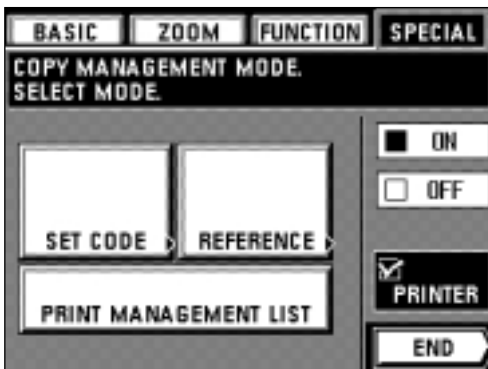 BASIC ZOOM FUNCTION SPECIAL
COPY MANAGEMENT MODE.
SELECT MODE.
ON
OFF
SET CODE REFERENCE
PRINTER
PRINT MANAGEMENT LIST
END